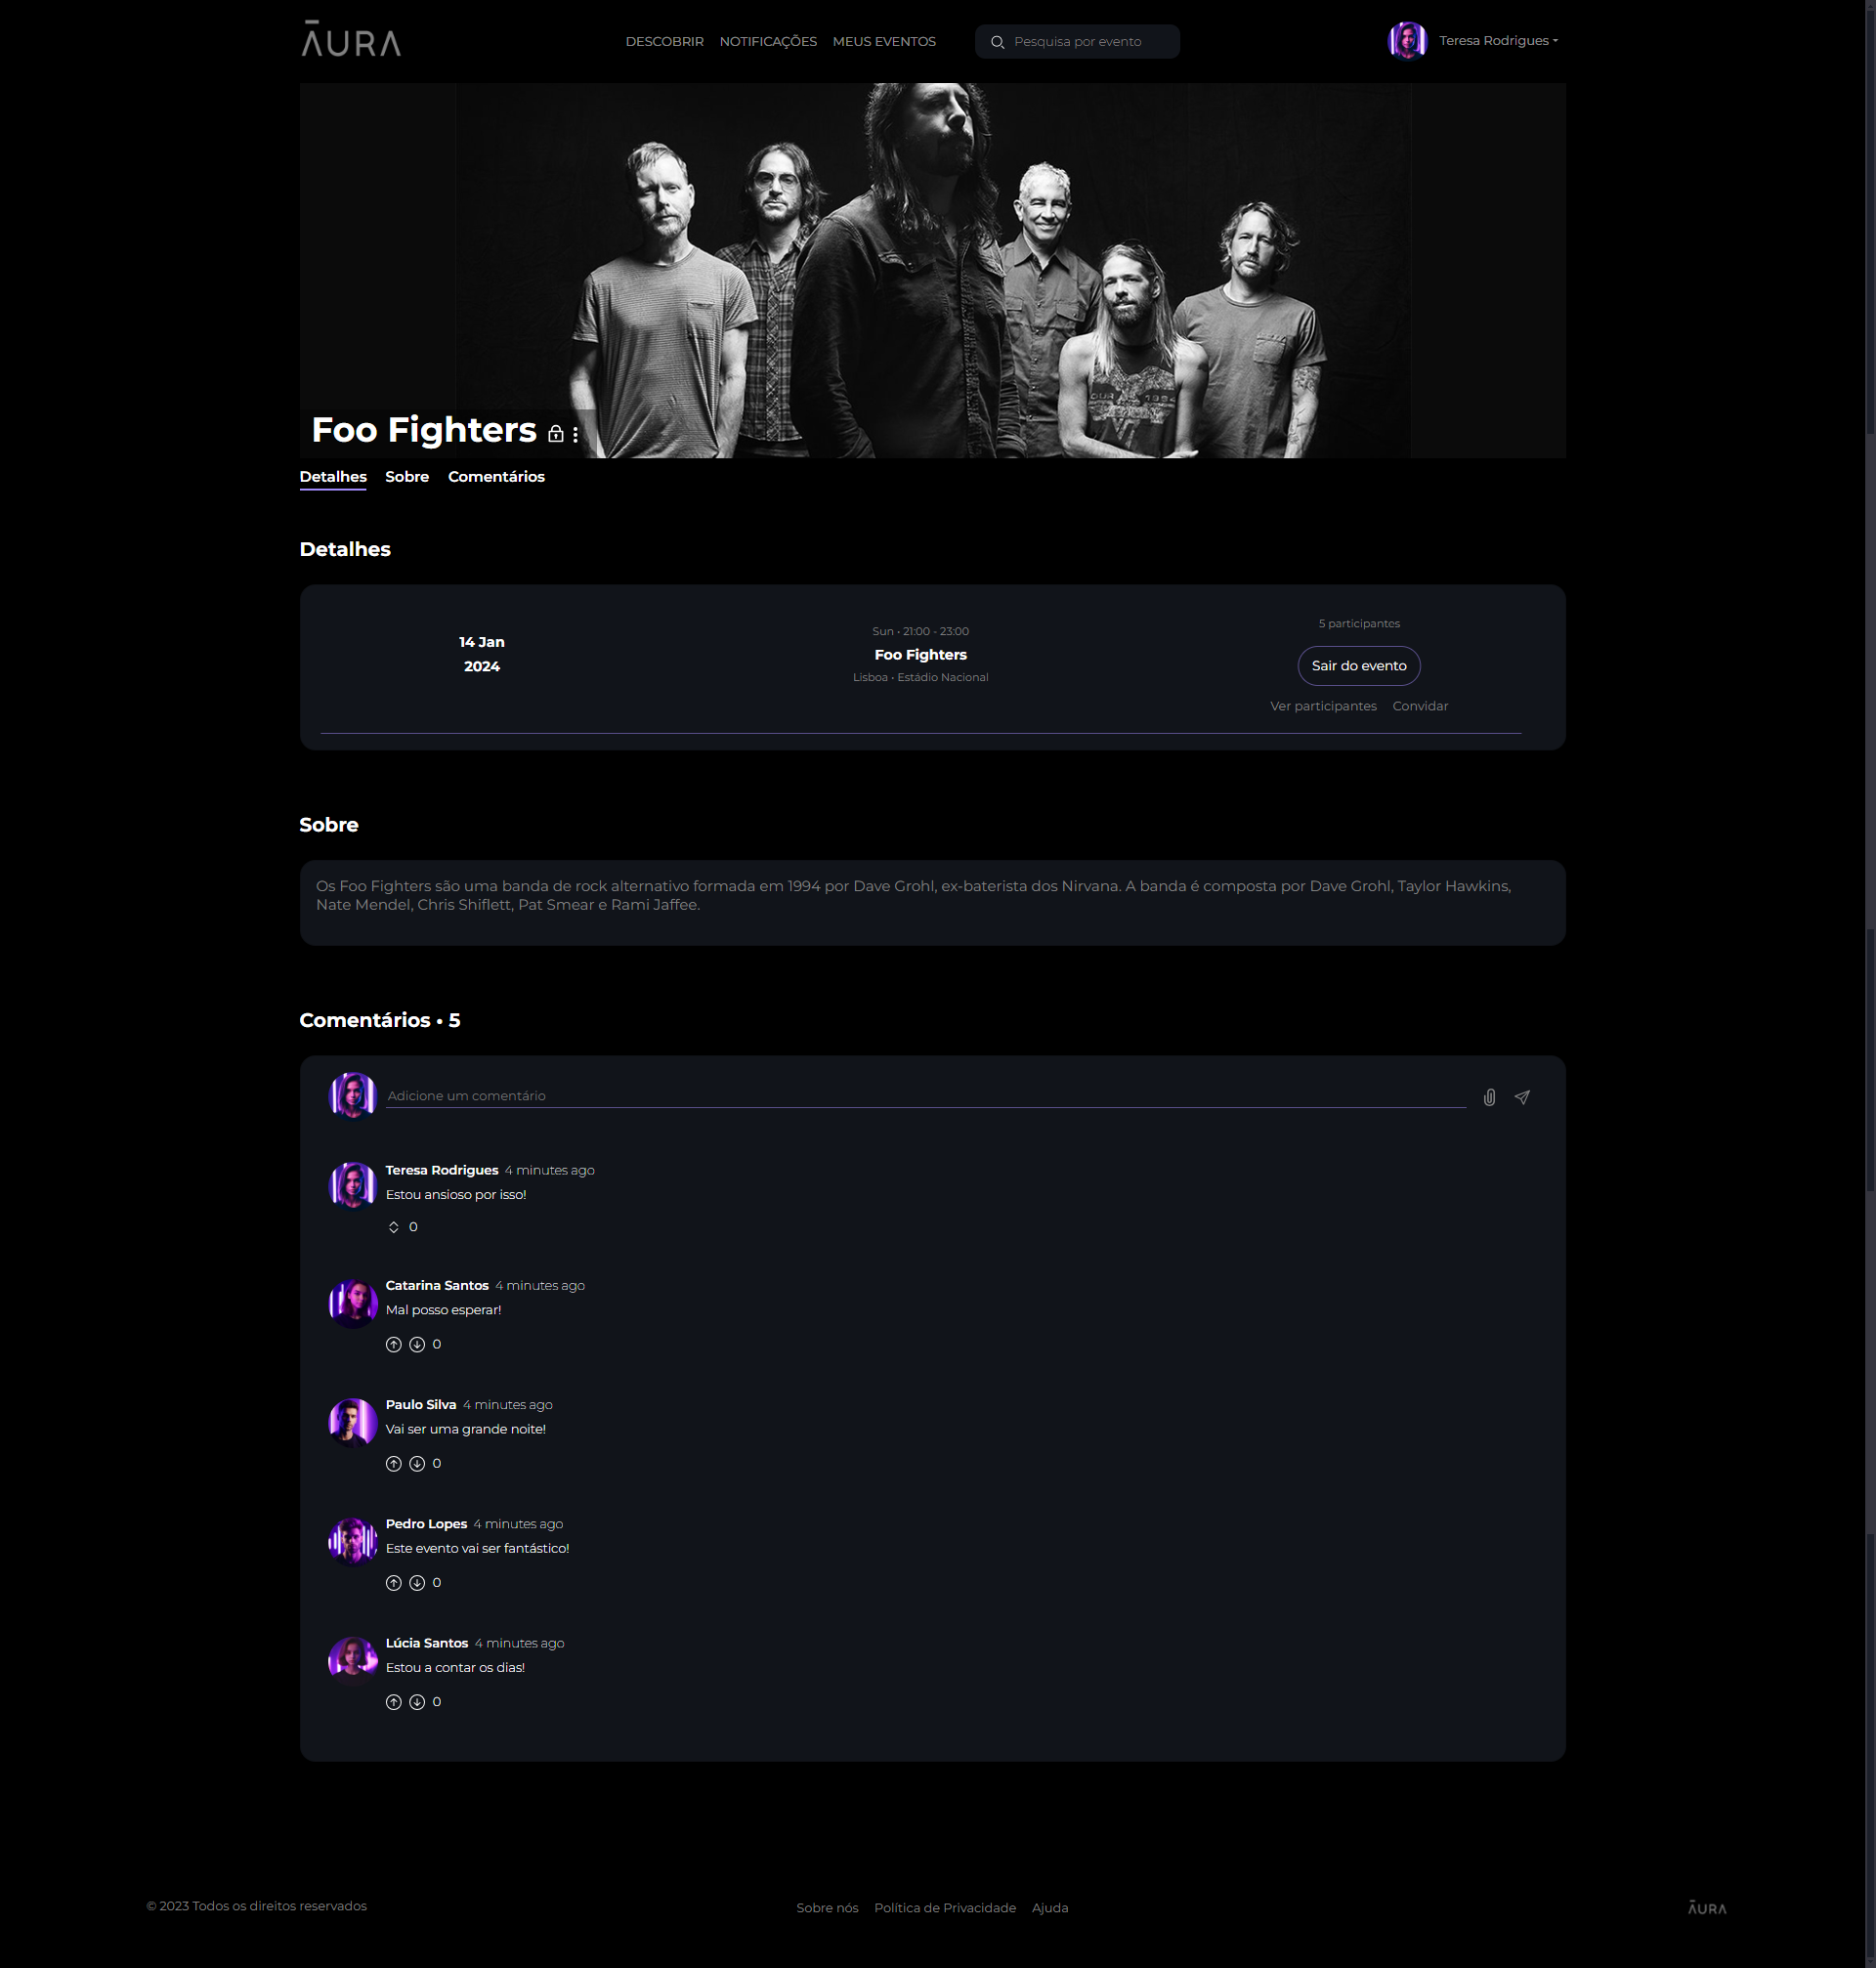 ĀURA
DESCOBRIR NOTIFICAÇÕES MEUS EVENTOS
Pesquisa por evento
Teresa Rodrigues
OUR 1994
Foo Fighters
Detalhes Sobre Comentários
Detalhes
14 Jan
2024
Sun • 21:00 - 23:00
Foo Fighters
Lisboa • Estádio Nacional
5 participantes
Sair do evento
Ver participantes Convidar
Sobre
Os Foo Fighters são uma banda de rock alternativo formada em 1994 por Dave Grohl, ex-baterista dos Nirvana. A banda é composta por Dave Grohl, Taylor Hawkins,
Nate Mendel, Chris Shiflett, Pat Smear e Rami Jaffee.
Comentários • 5
Adicione um comentário
Teresa Rodrigues 4 minutes ago
Estou ansioso por isso!
0
Catarina Santos 4 minutes ago
Mal posso esperar!
0
Paulo Silva 4 minutes ago
Vai ser uma grande noite!
0
Pedro Lopes 4 minutes ago
Este evento vai ser fantástico!
0
Lúcia Santos 4 minutes ago
Estou a contar os dias!
0
© 2023 Todos os direitos reservados
Sobre nós Política de Privacidade Ajuda
ĀURA